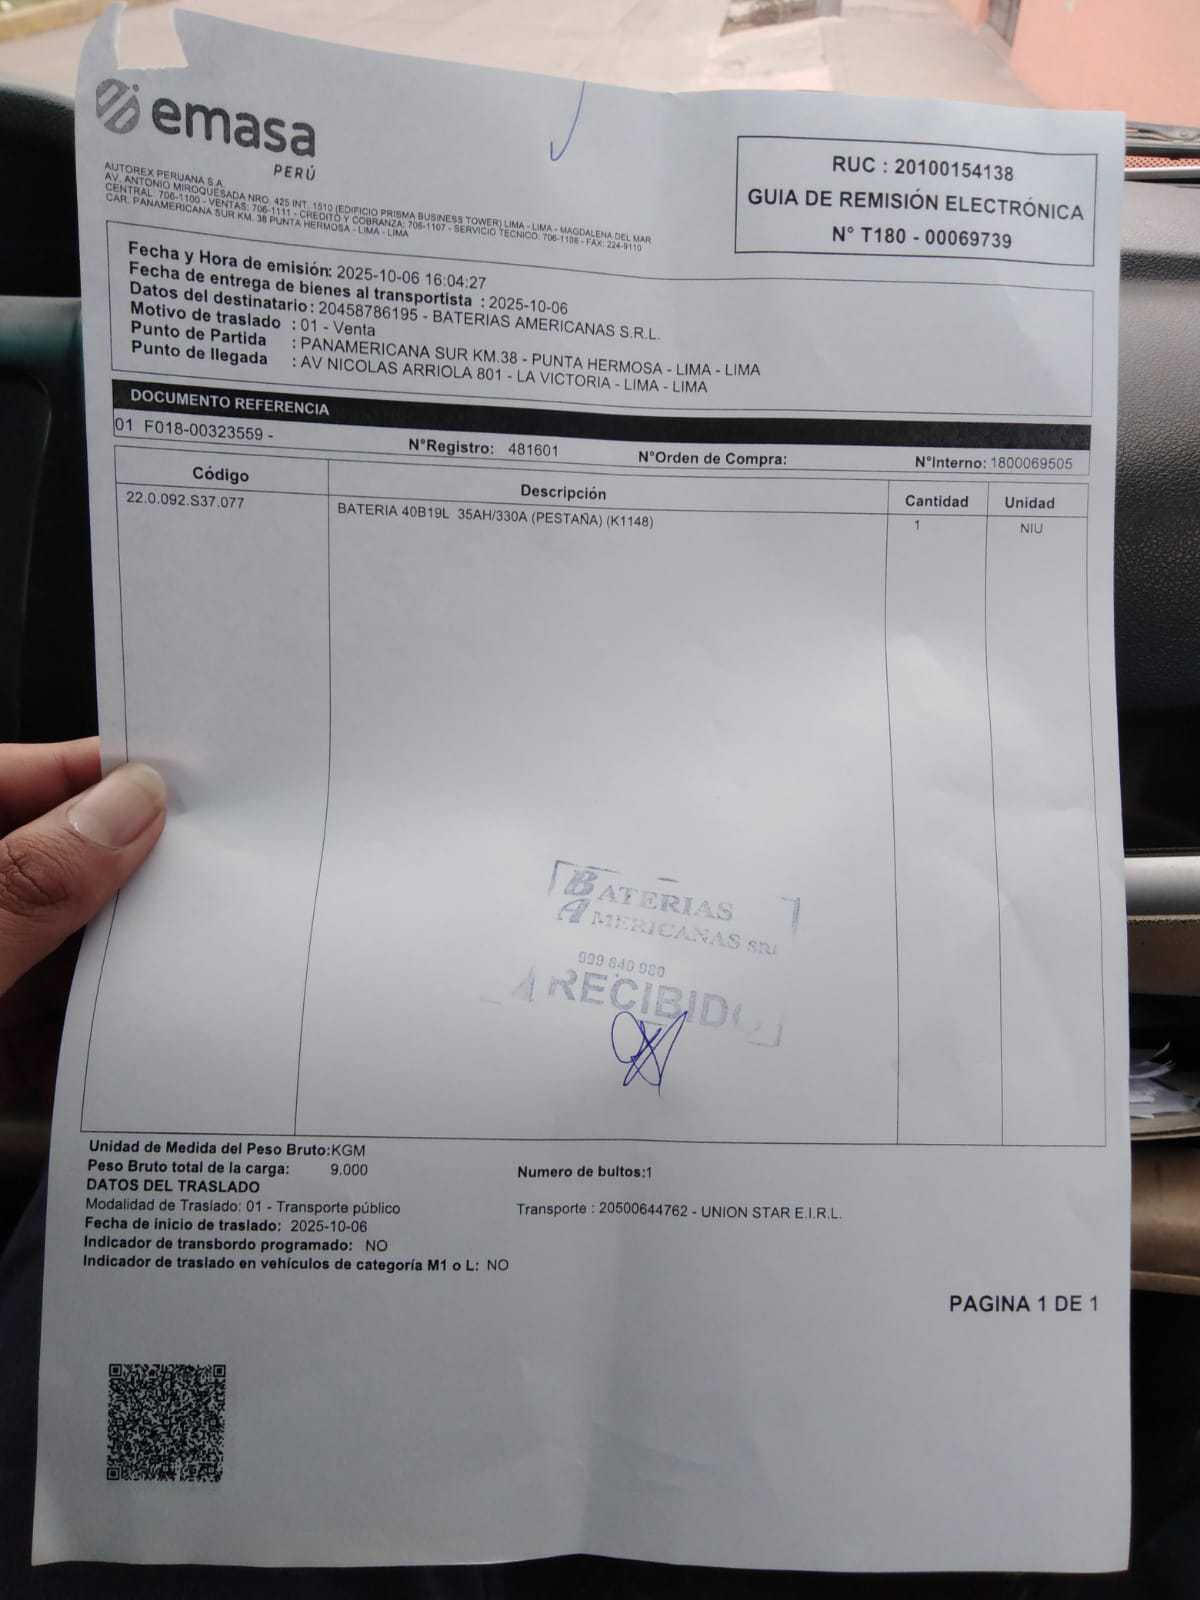 emasa
PERÚ
AUTOREX PERUANA S.A.
AV. ANTONIO MIROQUESADA NRO. 425 INT. 1510 (EDIFICIO PRISMA BUSINESS TOWER) LIMA - LIMA - MAGDALENA DEL MAR
CENTRAL: 706-1100 - VENTAS: 706-1111 - CREDITO Y COBRANZA: 706-1107 - SERVICIO TECNICO: 706-1108 - FAX: 224-9110
CAR. PANAMERICANA SUR KM. 38 PUNTA HERMOSA - LIMA - LIMA
RUC : 20100154138
GUIA DE REMISIÓN ELECTRÓNICA
N° T180 - 00069739
Fecha y Hora de emisión: 2025-10-06 16:04:27
Fecha de entrega de bienes al transportista : 2025-10-06
Datos del destinatario : 20458786195 - BATERIAS AMERICANAS S.R.L.
Motivo de traslado : 01 - Venta
Punto de Partida : PANAMERICANA SUR KM.38 - PUNTA HERMOSA - LIMA - LIMA
Punto de llegada : AV NICOLAS ARRIOLA 801 - LA VICTORIA - LIMA - LIMA
DOCUMENTO REFERENCIA
01 F018-00323559 - N°Registro: 481601 N°Orden de Compra: N°Interno: 1800069505
Código Descripción Cantidad Unidad
22.0.092.S37.077 BATERIA 40B19L 35AH/330A (PESTAÑA) (K1148) 1 NIU
BATERIAS
AMERICANAS SRL
999 840 980
RECIBIDO
Unidad de Medida del Peso Bruto:KGM
Peso Bruto total de la carga: 9.000 Numero de bultos:1
DATOS DEL TRASLADO
Modalidad de Traslado: 01 - Transporte público Transporte : 20500644762 - UNION STAR E.I.R.L.
Fecha de inicio de traslado: 2025-10-06
Indicador de transbordo programado: NO
Indicador de traslado en vehículos de categoría M1 o L: NO
PAGINA 1 DE 1